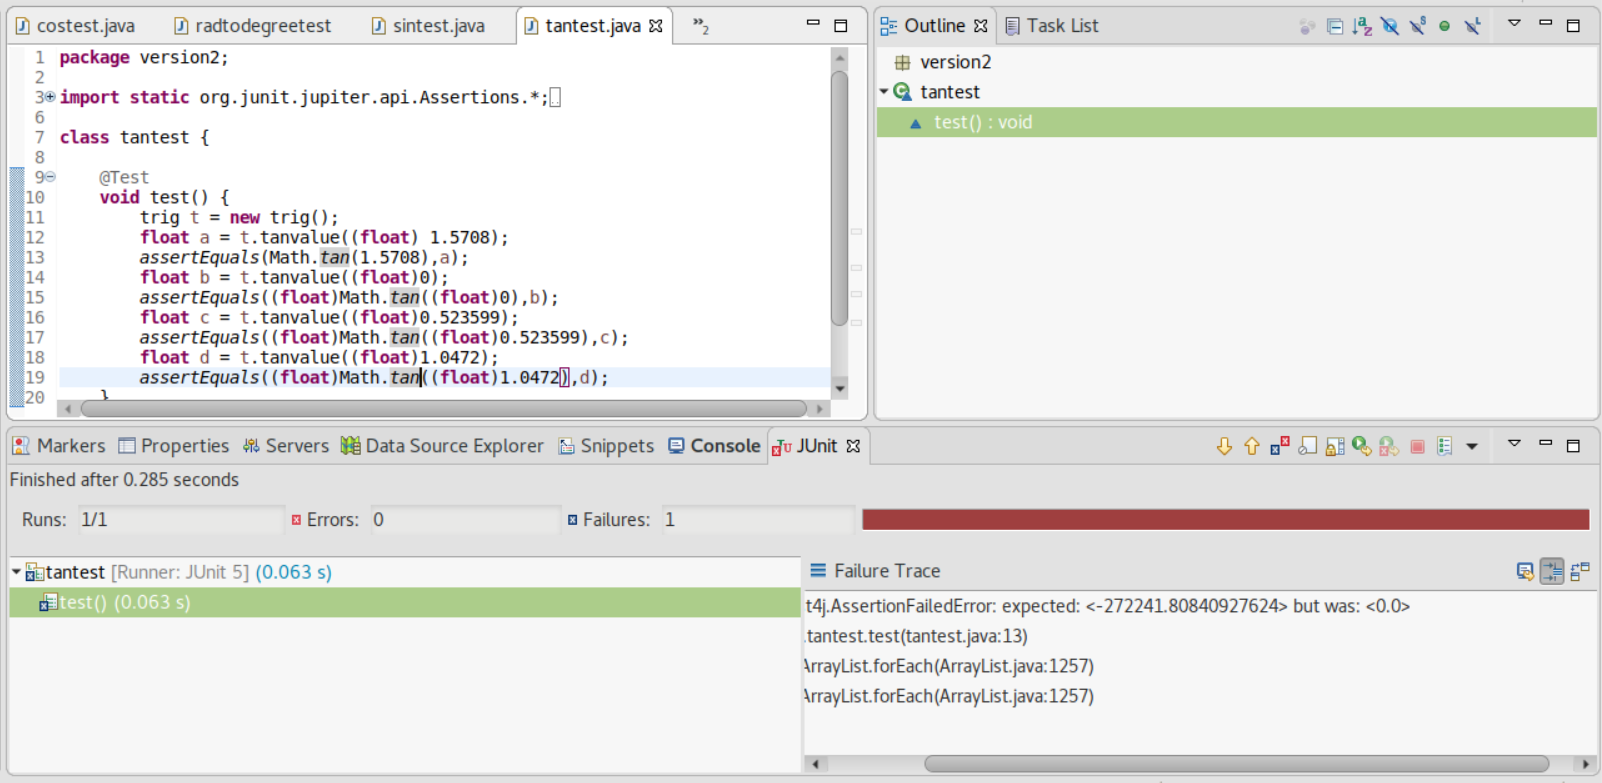 costest.java radtodegreetest sintest.java tantest.java »2
Outline Task List
1 package version2;
2
3 import static org.junit.jupiter.api.Assertions.*;
6
7 class tantest {
8
9 @Test
10 void test() {
11 trig t = new trig();
12 float a = t.tanvalue((float) 1.5708);
13 assertEquals(Math.tan(1.5708),a);
14 float b = t.tanvalue((float)0);
15 assertEquals((float)Math.tan((float)0),b);
16 float c = t.tanvalue((float)0.523599);
17 assertEquals((float)Math.tan((float)0.523599),c);
18 float d = t.tanvalue((float)1.0472);
19 assertEquals((float)Math.tan((float)1.0472),d);
20 }
version2
tantest
test() : void
Markers Properties Servers Data Source Explorer Snippets Console JUnit
Finished after 0.285 seconds
Runs: 1/1 Errors: 0 Failures: 1
tantest [Runner: JUnit 5] (0.063 s)
test() (0.063 s)
Failure Trace
t4j.AssertionFailedError: expected: <-272241.80840927624> but was: <0.0>
.tantest.test(tantest.java:13)
ArrayList.forEach(ArrayList.java:1257)
ArrayList.forEach(ArrayList.java:1257)